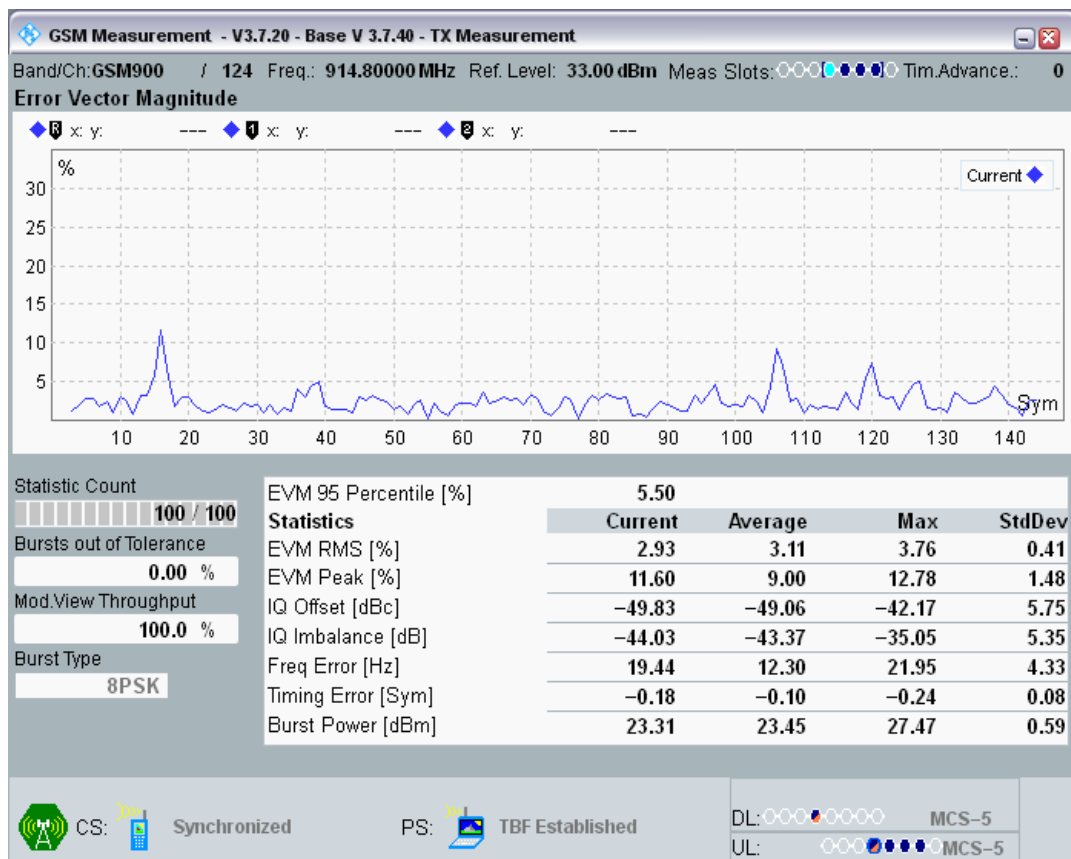 GSM Measurement - V3.7.20 - Base V 3.7.40 - TX Measurement
Band/Ch: GSM900 / 124 Freq.: 914.80000 MHz Ref. Level: 33.00 dBm Meas Slots: Tim.Advance.: 0
Error Vector Magnitude
R x: y: --- 1 x: y: --- 2 x: y: ---
%
Current
30
25
20
15
10
5
Sym
10 20 30 40 50 60 70 80 90 100 110 120 130 140
Statistic Count
100 / 100
Bursts out of Tolerance
0.00 %
Mod.View Throughput
100.0 %
Burst Type
8PSK
EVM 95 Percentile [%] 5.50
Statistics Current Average Max StdDev
EVM RMS [%] 2.93 3.11 3.76 0.41
EVM Peak [%] 11.60 9.00 12.78 1.48
IQ Offset [dBc] −49.83 −49.06 −42.17 5.75
IQ Imbalance [dB] −44.03 −43.37 −35.05 5.35
Freq Error [Hz] 19.44 12.30 21.95 4.33
Timing Error [Sym] −0.18 −0.10 −0.24 0.08
Burst Power [dBm] 23.31 23.45 27.47 0.59
CS: Synchronized PS: TBF Established
DL: MCS−5
UL: MCS−5